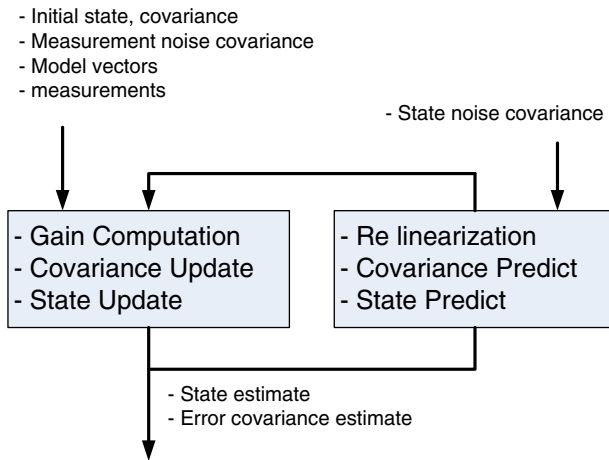 - Initial state, covariance
- Measurement noise covariance
- Model vectors
- measurements
- State noise covariance
- Gain Computation
- Covariance Update
- State Update
- Re linearization
- Covariance Predict
- State Predict
- State estimate
- Error covariance estimate